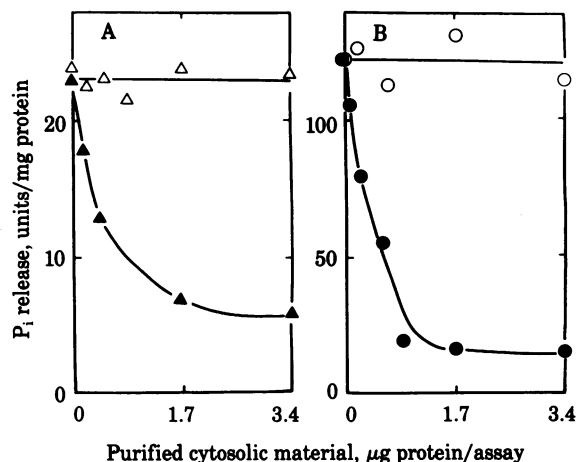 A
B
20
10
0
100
50
0
0 1.7 3.4
0 1.7 3.4
Pi release, units/mg protein
Purified cytosolic material, μg protein/assay